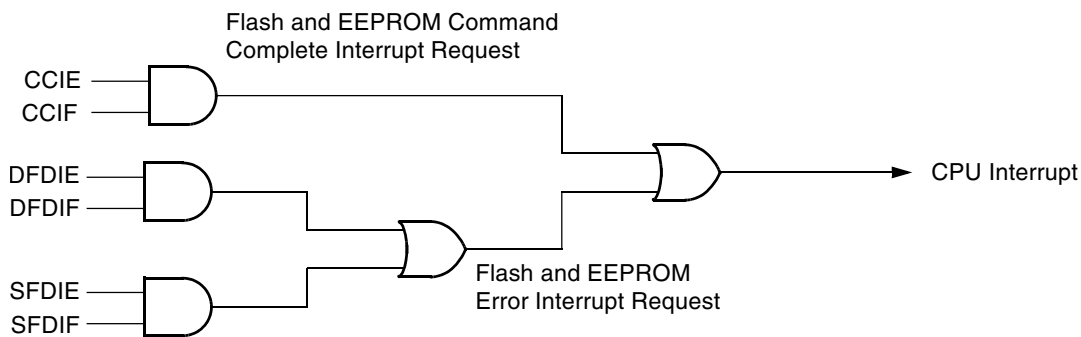 Flash and EEPROM Command
Complete Interrupt Request
CCIE
CCIF
DFDIE
DFDIF
CPU Interrupt
Flash and EEPROM
Error Interrupt Request
SFDIE
SFDIF